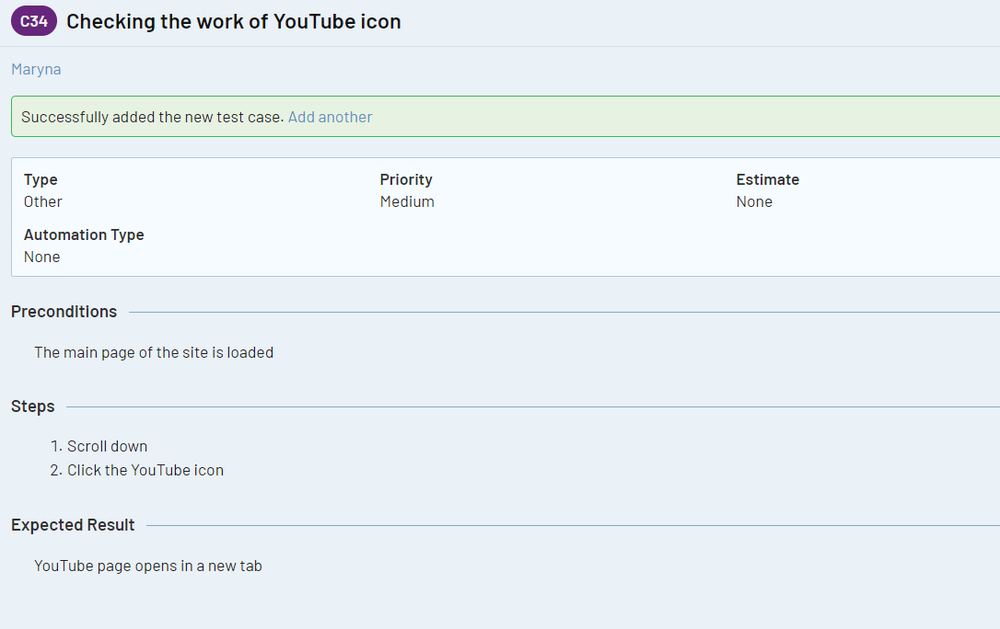 C34 Checking the work of YouTube icon
Maryna
Successfully added the new test case. Add another
Type Priority Estimate
Other Medium None
Automation Type
None
Preconditions
The main page of the site is loaded
Steps
1. Scroll down
2. Click the YouTube icon
Expected Result
YouTube page opens in a new tab